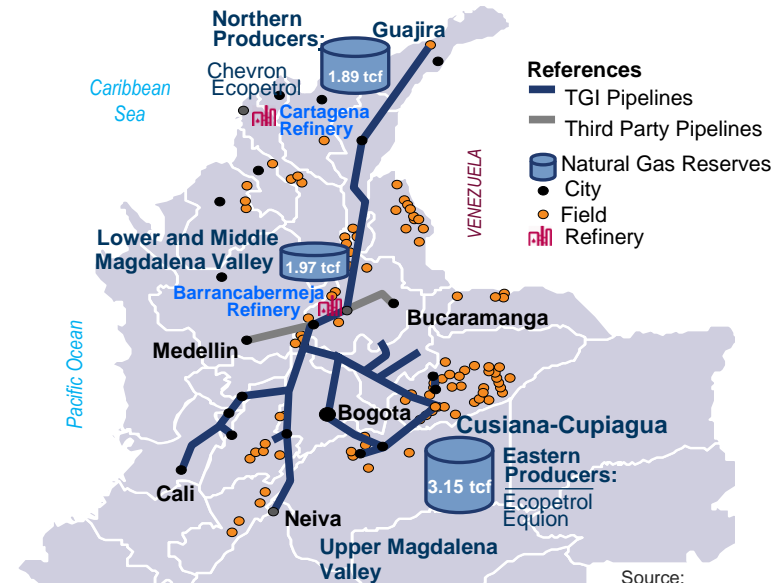 Northern
Producers:
Guajira
1.89 tcf
Chevron
Ecopetrol
Caribbean
Sea
Cartagena
Refinery
References
TGI Pipelines
Third Party Pipelines
Natural Gas Reserves
City
Field
Refinery
VENEZUELA
Lower and Middle
Magdalena Valley
1.97 tcf
Barrancabermeja
Refinery
Bucaramanga
Medellin
Pacific Ocean
Bogota
Cusiana-Cupiagua
Eastern
Producers:
3.15 tcf
Ecopetrol
Equion
Cali
Neiva
Upper Magdalena
Valley
Source: